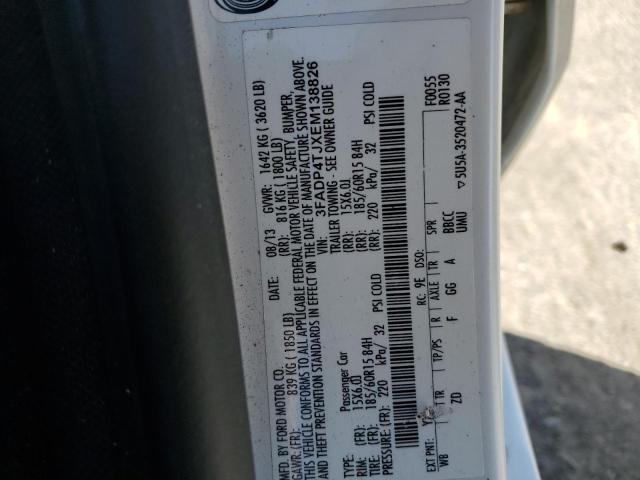 MFD. BY FORD MOTOR CO.
DATE: 08/13 GVWR: 1642 KG ( 3620 LB)
GAWR: (FR): 839 KG ( 1850 LB) (RR): 816 KG ( 1800 LB)
THIS VEHICLE CONFORMS TO ALL APPLICABLE FEDERAL MOTOR VEHICLE SAFETY, BUMPER,
AND THEFT PREVENTION STANDARDS IN EFFECT ON THE DATE OF MANUFACTURE SHOWN ABOVE.
VIN: 3FADP4TJXEM138826
TYPE: Passenger Car TRAILER TOWING - SEE OWNER GUIDE
RIM: (FR): 15X6.0J (RR): 15X6.0J
TIRE: (FR): 185/60R15 84H (RR): 185/60R15 84H
PRESSURE: (FR): 220 kPa/ 32 PSI COLD (RR): 220 kPa/ 32 PSI COLD
RC: 9E DSO: F0055
EXT PNT: R0130
WB TTR TP/PS R AXLE TR SPR
ZD F GG A BBCC
UMU
▽5U5A-3520472-AA